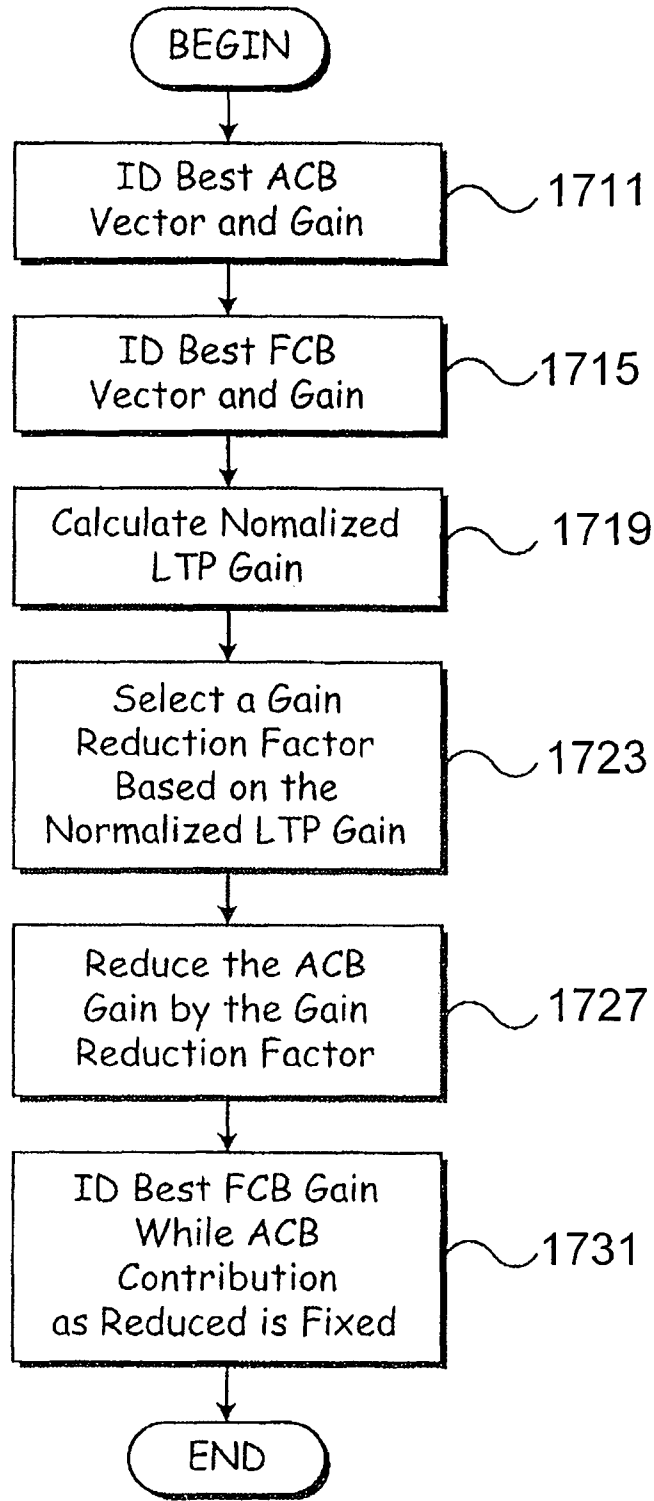 BEGIN
ID Best ACB
Vector and Gain
1711
ID Best FCB
Vector and Gain
1715
Calculate Nomalized
LTP Gain
1719
Select a Gain
Reduction Factor
Based on the
Normalized LTP Gain
1723
Reduce the ACB
Gain by the Gain
Reduction Factor
1727
ID Best FCB Gain
While ACB
Contribution
as Reduced is Fixed
1731
END